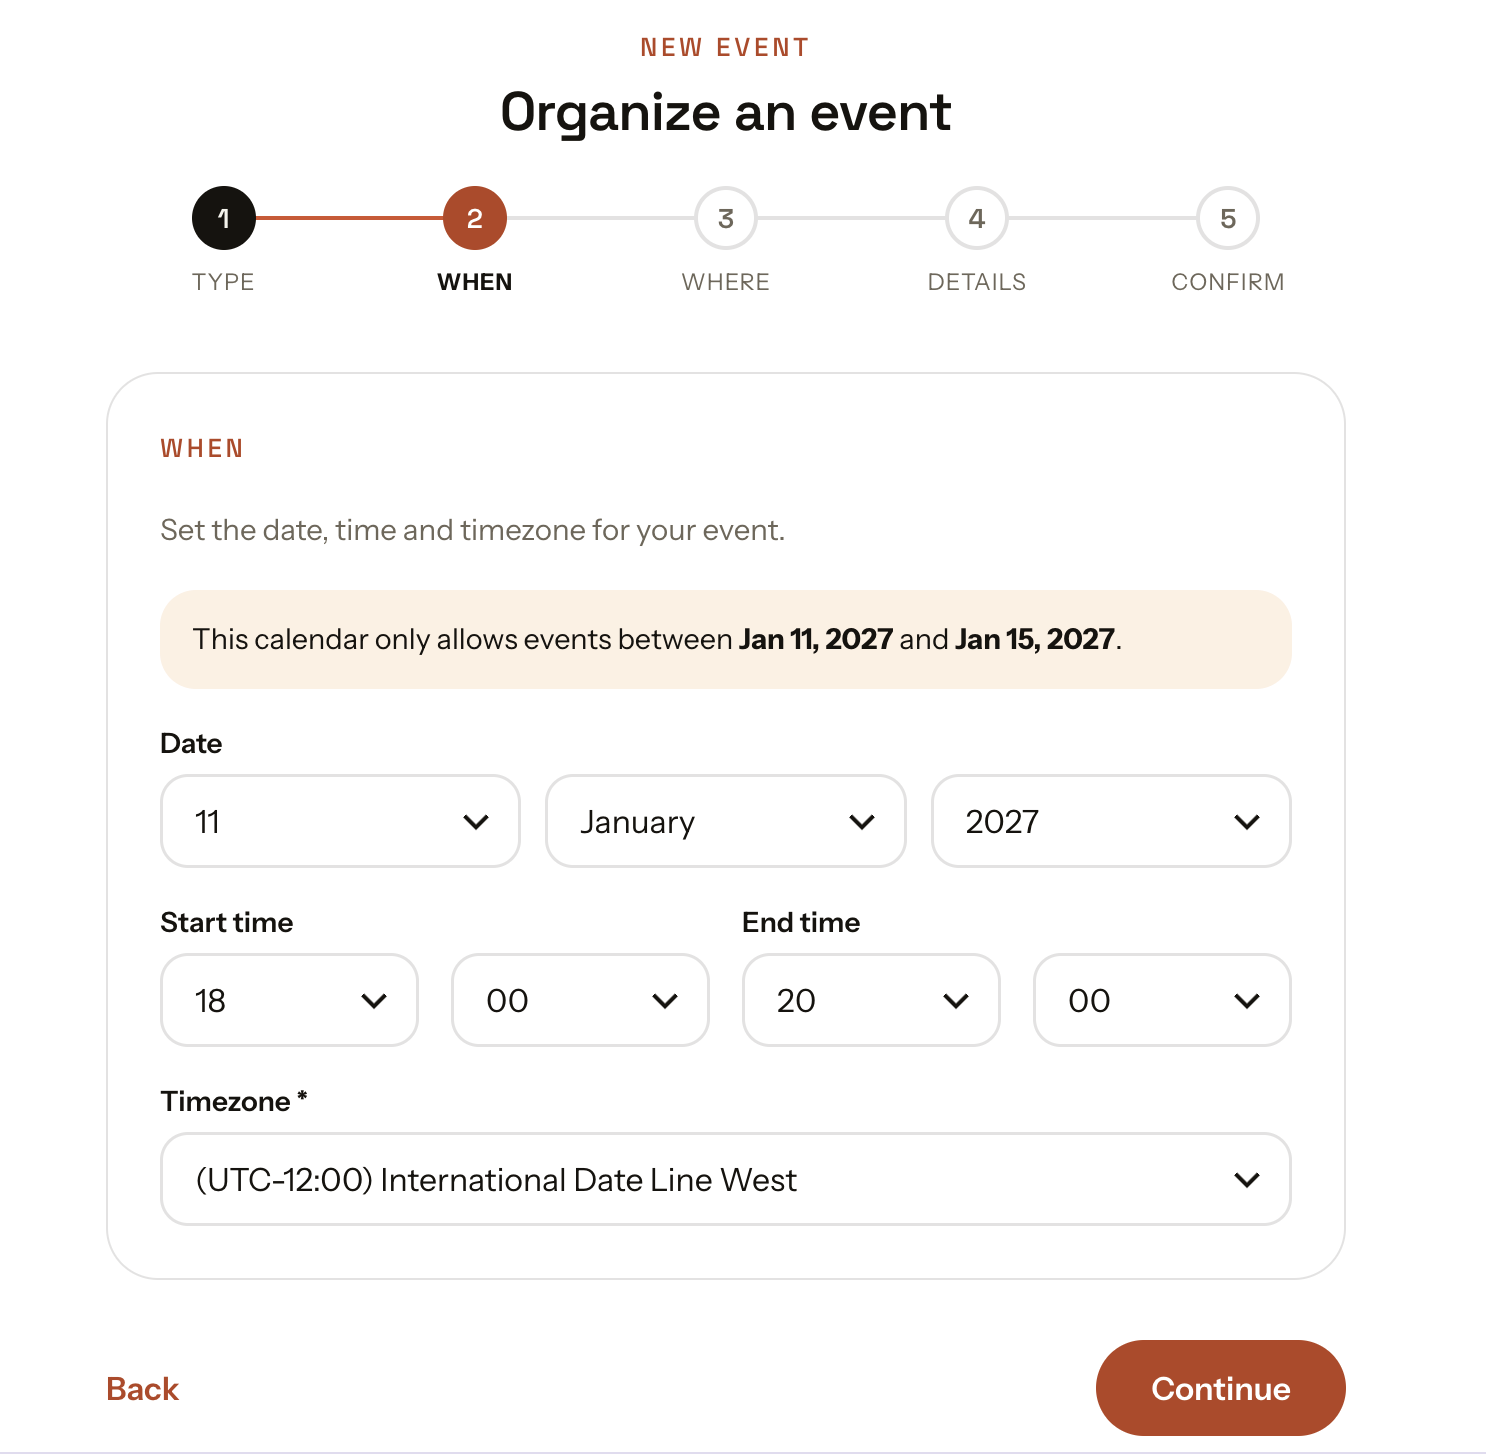 NEW EVENT
Organize an event
1 2 3 4 5
TYPE WHEN WHERE DETAILS CONFIRM
WHEN
Set the date, time and timezone for your event.
This calendar only allows events between Jan 11, 2027 and Jan 15, 2027.
Date
11 January 2027
Start time End time
18 00 20 00
Timezone *
(UTC-12:00) International Date Line West
Back Continue